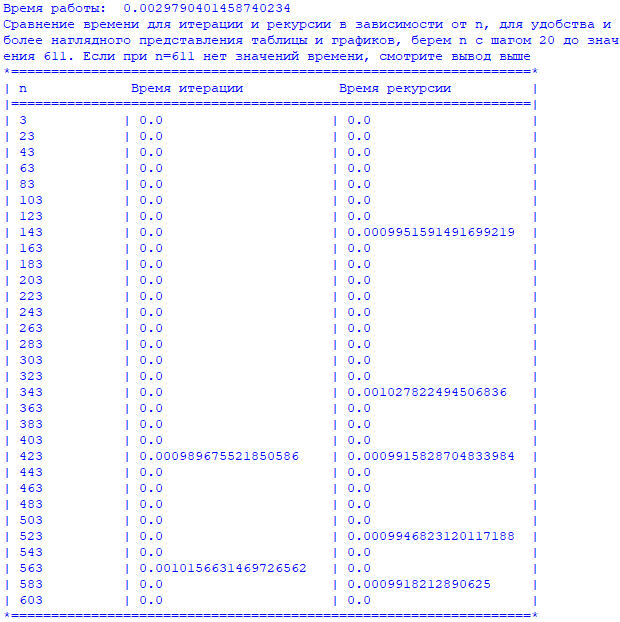 Время работы:  0.0029790401458740234
Сравнение времени для итерации и рекурсии в зависимости от n, для удобства и
более наглядного представления таблицы и графиков, берем n с шагом 20 до знач
ения 611. Если при n=611 нет значений времени, смотрите вывод выше
*=================================================================*
| n             Время итерации            Время рекурсии          |
|=================================================================|
| 3            | 0.0                     | 0.0                    |
| 23           | 0.0                     | 0.0                    |
| 43           | 0.0                     | 0.0                    |
| 63           | 0.0                     | 0.0                    |
| 83           | 0.0                     | 0.0                    |
| 103          | 0.0                     | 0.0                    |
| 123          | 0.0                     | 0.0                    |
| 143          | 0.0                     | 0.0009951591491699219  |
| 163          | 0.0                     | 0.0                    |
| 183          | 0.0                     | 0.0                    |
| 203          | 0.0                     | 0.0                    |
| 223          | 0.0                     | 0.0                    |
| 243          | 0.0                     | 0.0                    |
| 263          | 0.0                     | 0.0                    |
| 283          | 0.0                     | 0.0                    |
| 303          | 0.0                     | 0.0                    |
| 323          | 0.0                     | 0.0                    |
| 343          | 0.0                     | 0.001027822494506836   |
| 363          | 0.0                     | 0.0                    |
| 383          | 0.0                     | 0.0                    |
| 403          | 0.0                     | 0.0                    |
| 423          | 0.000989675521850586    | 0.0009915828704833984  |
| 443          | 0.0                     | 0.0                    |
| 463          | 0.0                     | 0.0                    |
| 483          | 0.0                     | 0.0                    |
| 503          | 0.0                     | 0.0                    |
| 523          | 0.0                     | 0.0009946823120117188  |
| 543          | 0.0                     | 0.0                    |
| 563          | 0.0010156631469726562   | 0.0                    |
| 583          | 0.0                     | 0.0009918212890625     |
| 603          | 0.0                     | 0.0                    |
*=================================================================*